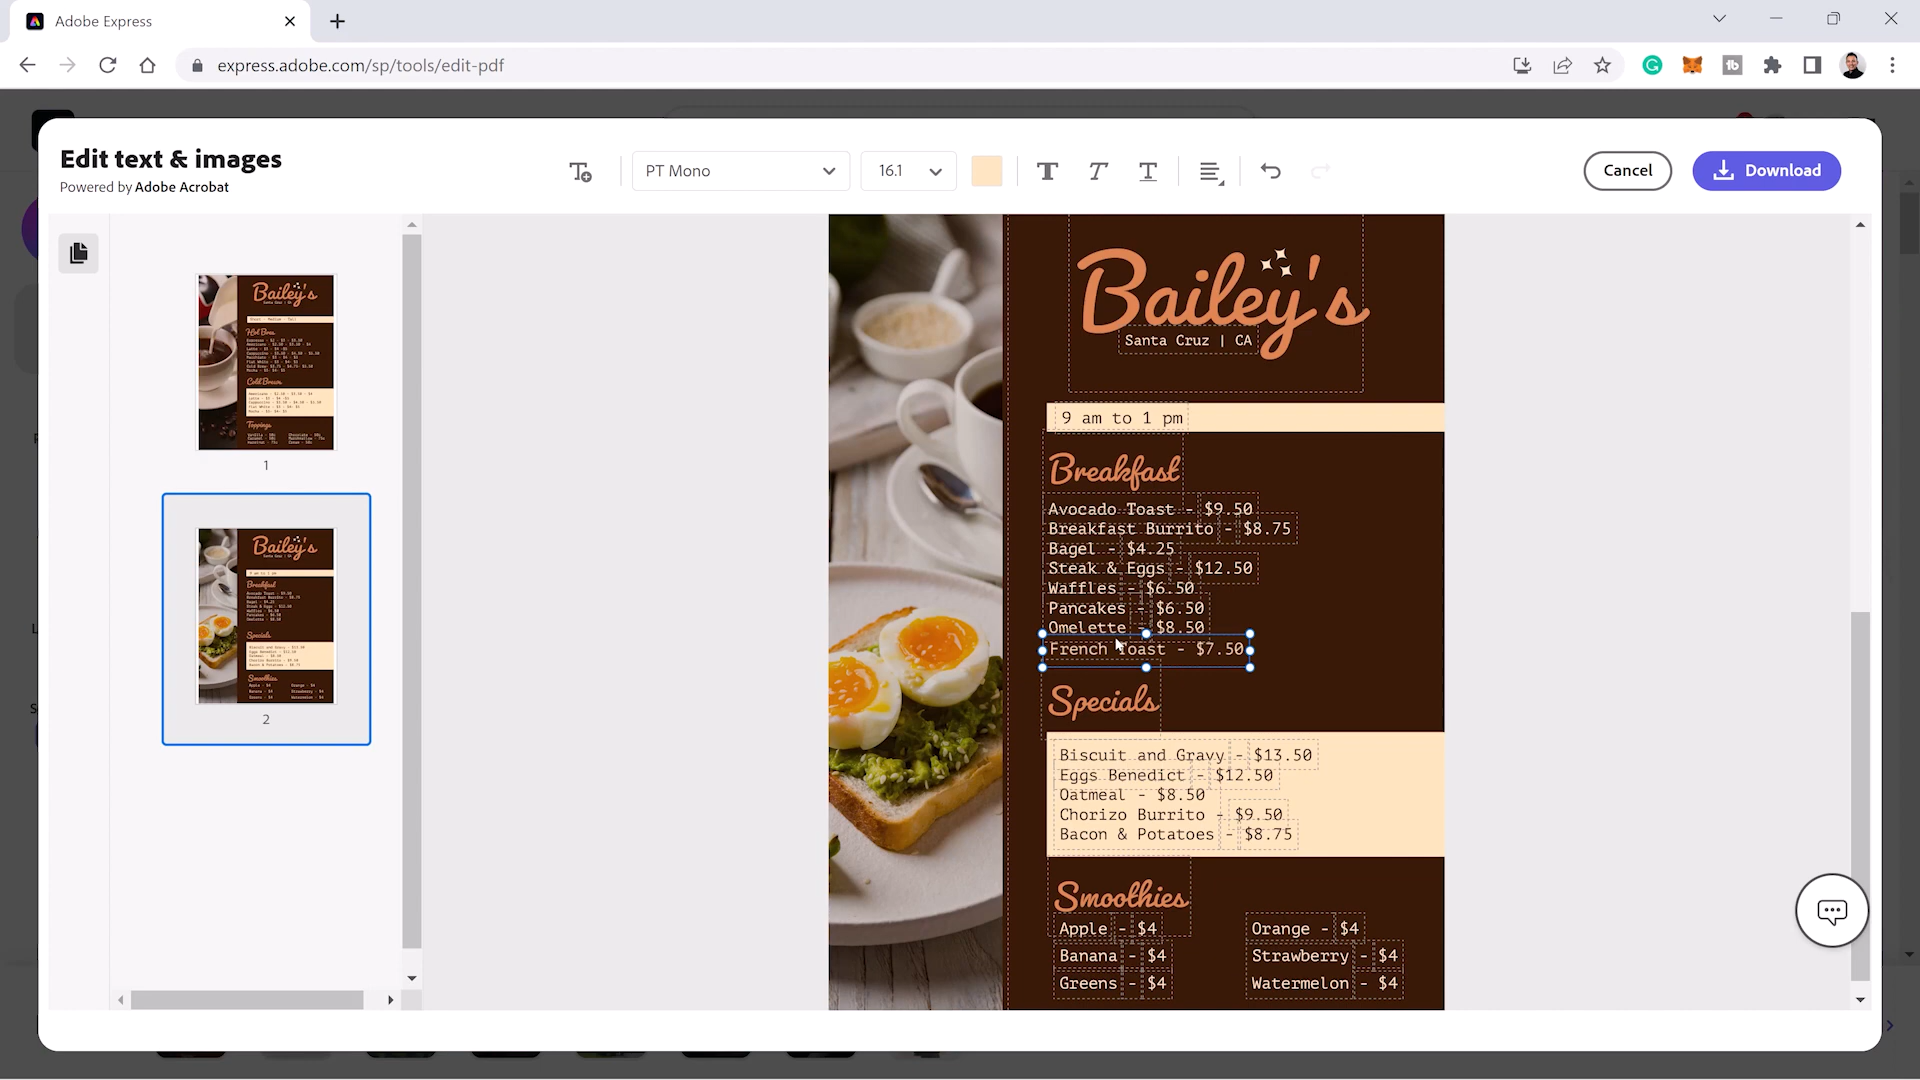 Adobe Express
express.adobe.com/sp/tools/edit-pdf
Edit text & images
Powered by Adobe Acrobat
PT Mono
16.1
Cancel
Download
1
2
Bailey's
Santa Cruz | CA
9 am to 1 pm
Breakfast
Avocado Toast - $9.50
Breakfast Burrito - $8.75
Bagel - $4.25
Steak & Eggs - $12.50
Waffles - $6.50
Pancakes - $6.50
Omelette - $8.50
French Toast - $7.50
Specials
Biscuit and Gravy - $13.50
Eggs Benedict - $12.50
Oatmeal - $8.50
Chorizo Burrito - $9.50
Bacon & Potatoes - $8.75
Smoothies
Apple - $4
Orange - $4
Banana - $4
Strawberry - $4
Greens - $4
Watermelon - $4